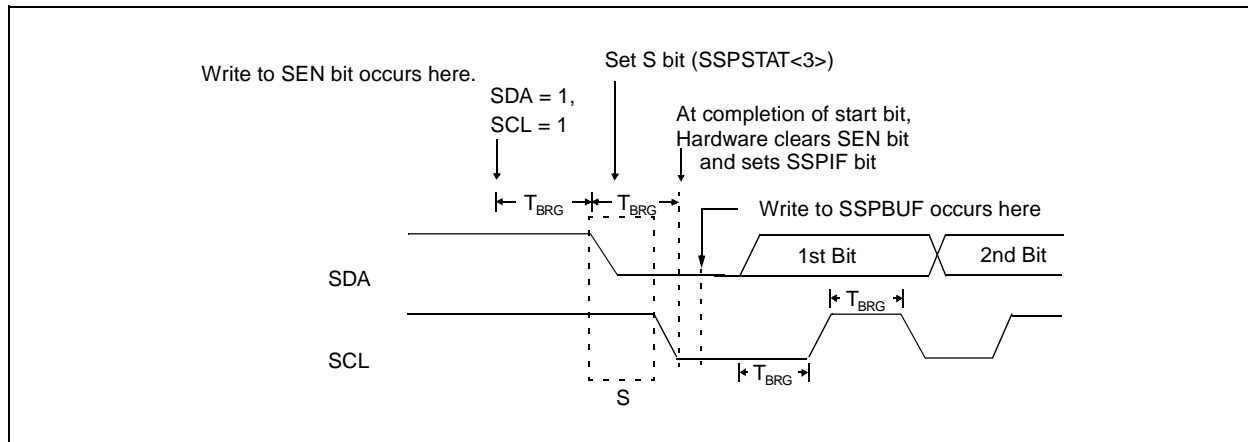 Write to SEN bit occurs here.
Set S bit (SSPSTAT<3>)
SDA = 1,
SCL = 1
At completion of start bit,
Hardware clears SEN bit
and sets SSPIF bit
TBRG
TBRG
Write to SSPBUF occurs here
SDA
1st Bit
2nd Bit
TBRG
SCL
TBRG
S